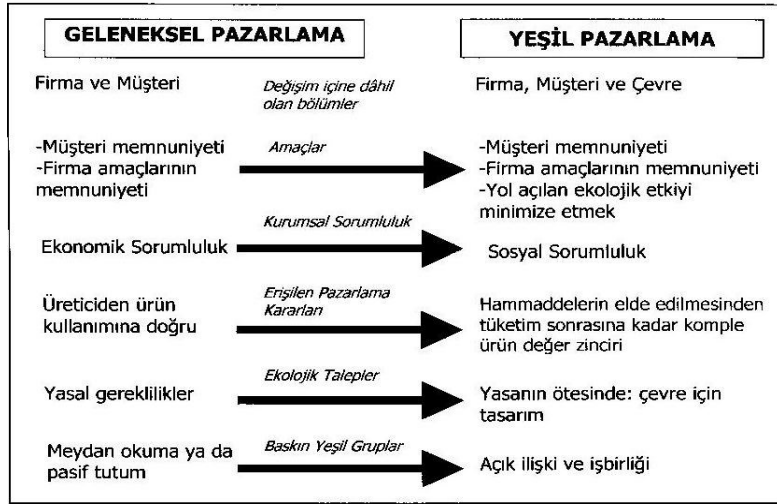 GELENEKSEL PAZARLAMA
YEŞİL PAZARLAMA
Firma ve Müşteri
Değişim içine dâhil
olan bölümler
Firma, Müşteri ve Çevre
-Müşteri memnuniyeti
-Firma amaçlarının
memnuniyeti
Amaçlar
-Müşteri memnuniyeti
-Firma amaçlarının memnuniyeti
-Yol açılan ekolojik etkiyi
minimize etmek
Ekonomik Sorumluluk
Kurumsal Sorumluluk
Sosyal Sorumluluk
Üreticiden ürün
kullanımına doğru
Erişilen Pazarlama
Kararları
Hammaddelerin elde edilmesinden
tüketim sonrasına kadar komple
ürün değer zinciri
Yasal gereklilikler
Ekolojik Talepler
Yasanın ötesinde: çevre için
tasarım
Meydan okuma ya da
pasif tutum
Baskın Yeşil Gruplar
Açık ilişki ve işbirliği